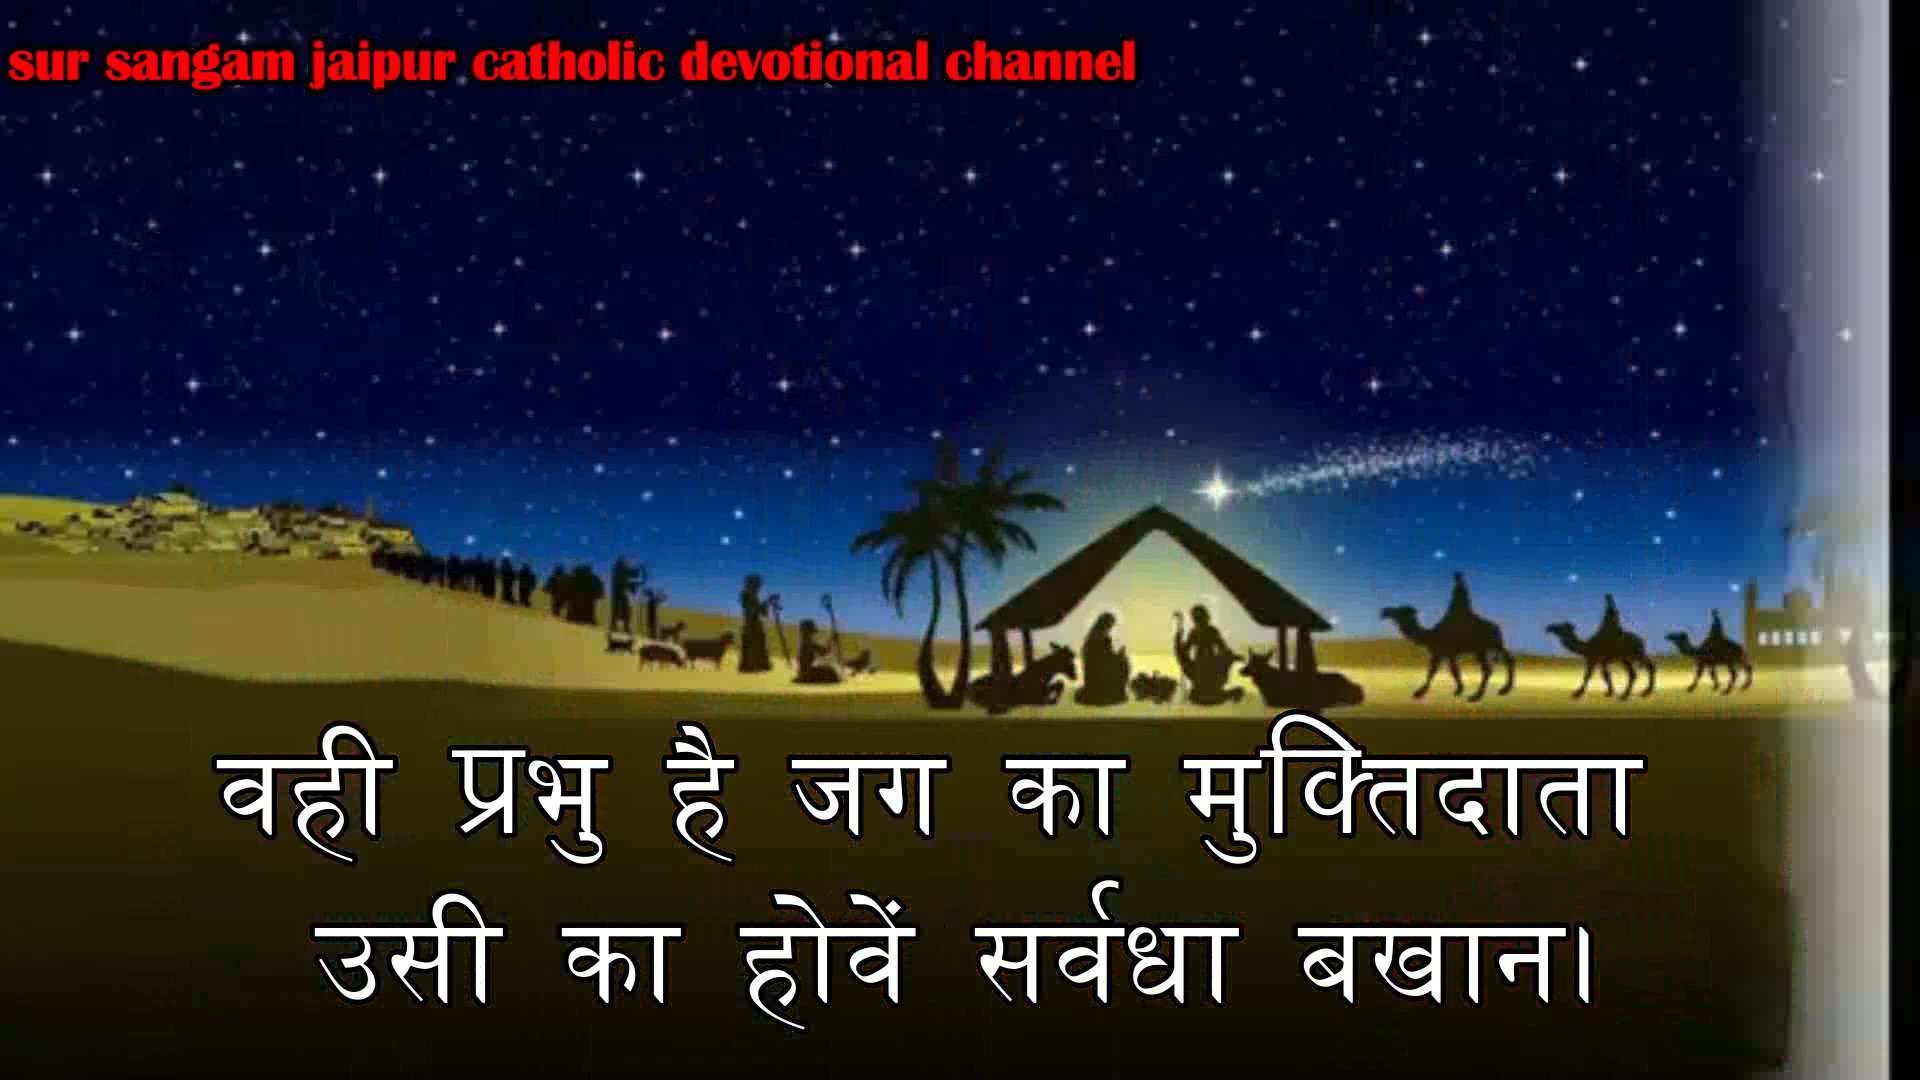 sur sangam jaipur catholic devotional channel
वही प्रभु है जग का मुक्तिदाता
उसी का होवें सर्वधा बखान।